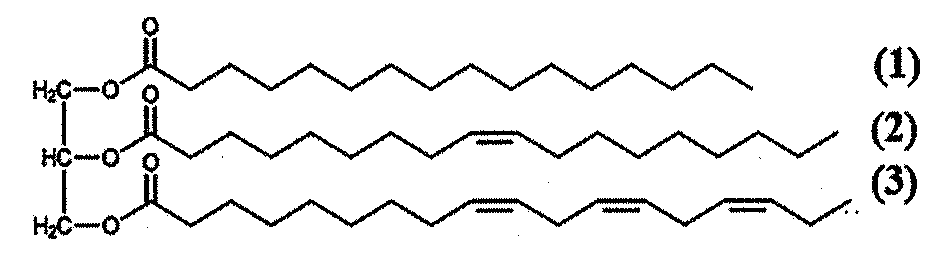 O
H₂C—O (1)
O
HC—O (2)
O
H₂C—O (3)